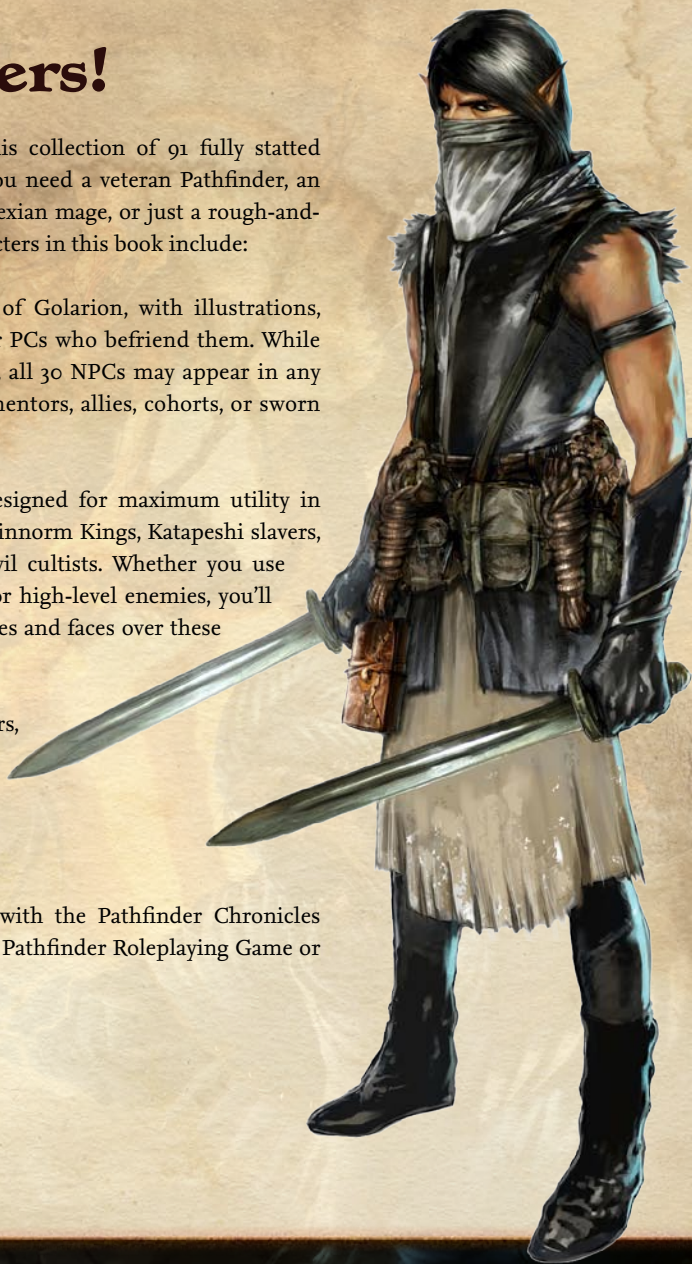 ers!
is collection of 91 fully statted
ou need a veteran Pathfinder, an
exian mage, or just a rough-and-
cters in this book include:
of Golarion, with illustrations,
r PCs who befriend them. While
, all 30 NPCs may appear in any
mentors, allies, cohorts, or sworn
esigned for maximum utility in
innorm Kings, Katapeshi slavers,
vil cultists. Whether you use
or high-level enemies, you’ll
es and faces over these
rs,
with the Pathfinder Chronicles
Pathfinder Roleplaying Game or